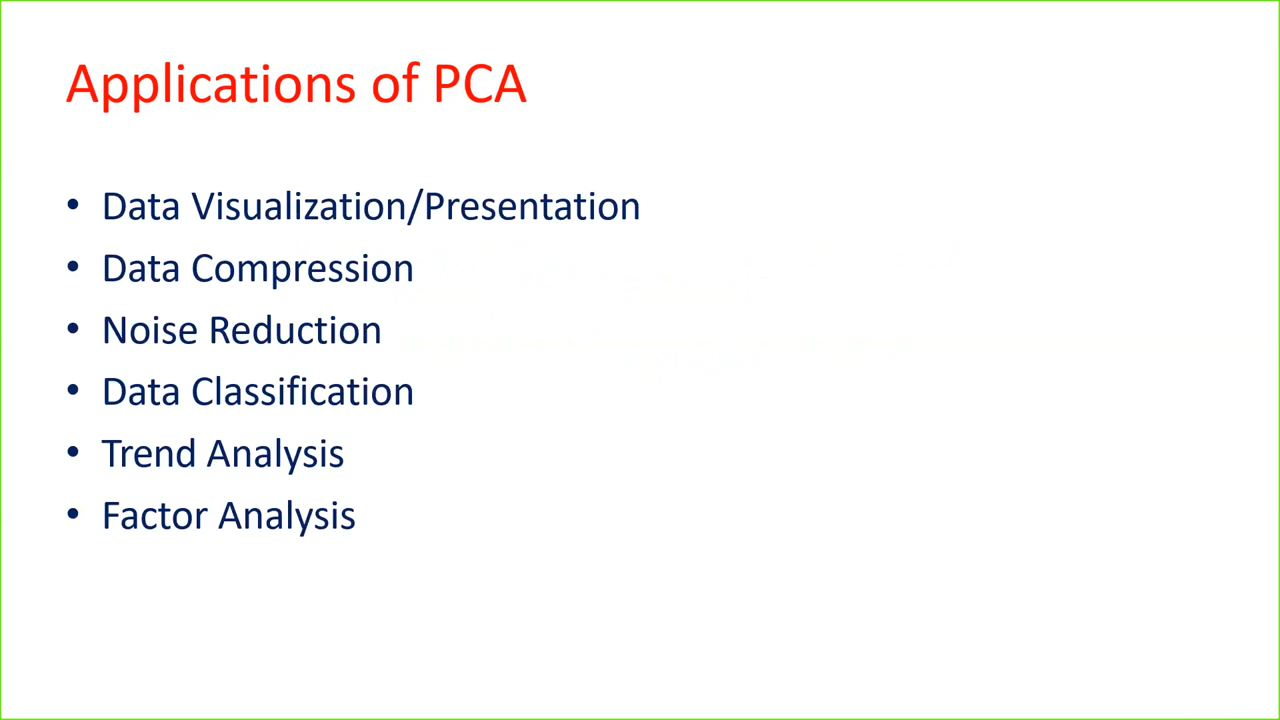 Applications of PCA
• Data Visualization/Presentation
• Data Compression
• Noise Reduction
• Data Classification
• Trend Analysis
• Factor Analysis